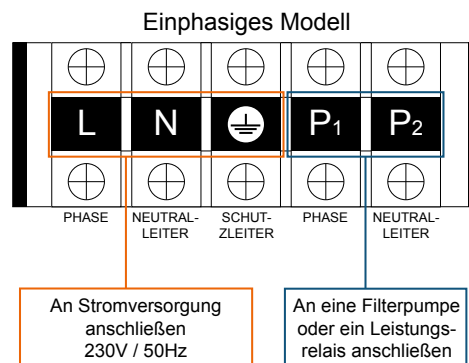 Einphasiges Modell
L N P1 P2
PHASE NEUTRAL- SCHUT- PHASE NEUTRAL-
LEITER ZLEITER LEITER
An Stromversorgung
anschließen
230V / 50Hz
An eine Filterpumpe
oder ein Leistungs-
relais anschließen